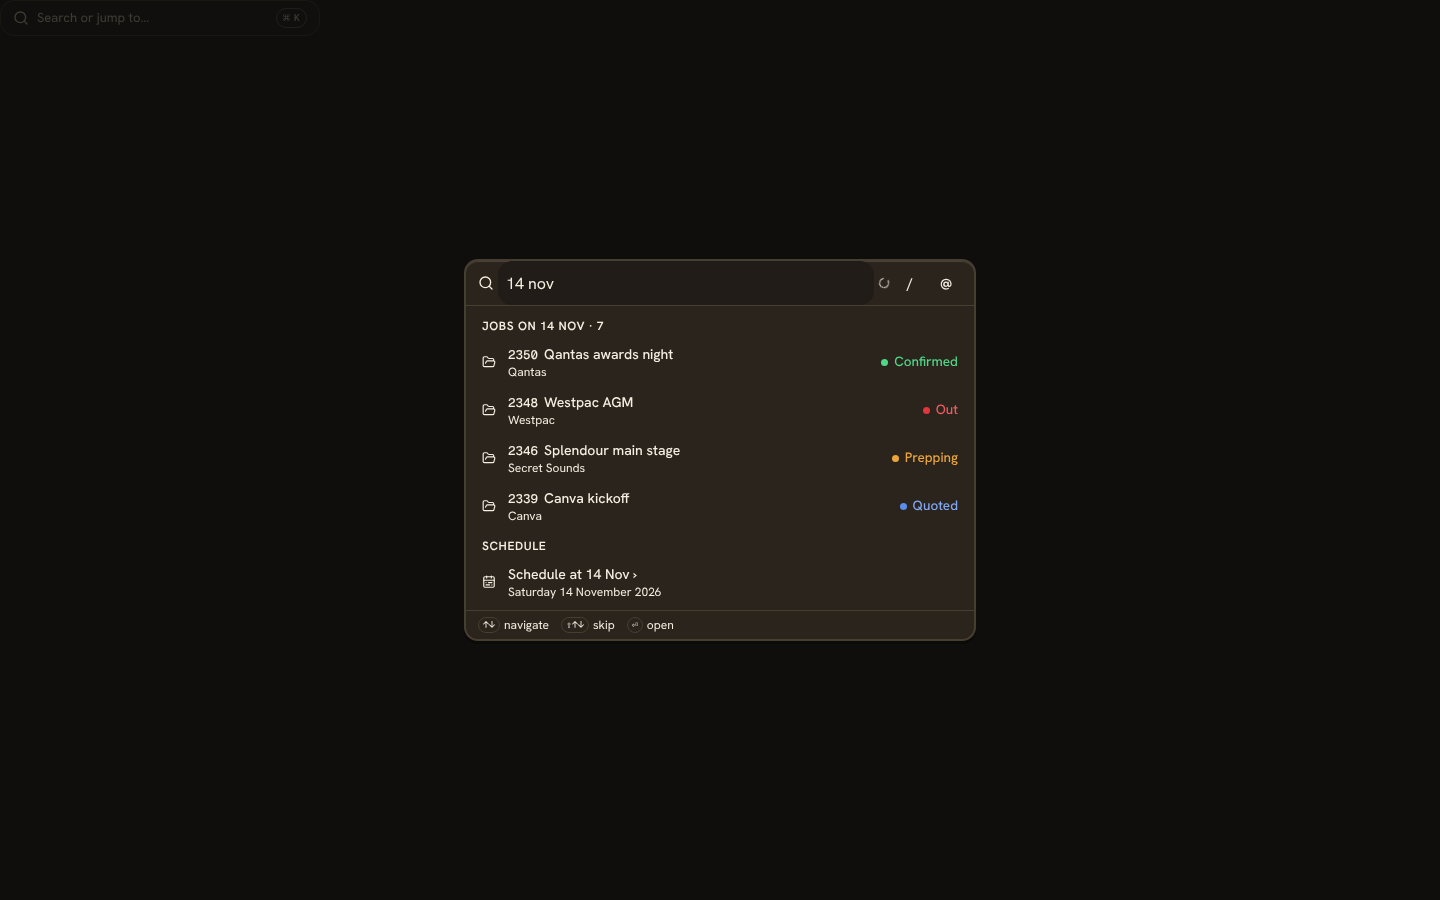 Search or jump to... ⌘ K
14 nov / @
JOBS ON 14 NOV · 7
2350 Qantas awards night
Qantas
Confirmed
2348 Westpac AGM
Westpac
Out
2346 Splendour main stage
Secret Sounds
Prepping
2339 Canva kickoff
Canva
Quoted
SCHEDULE
Schedule at 14 Nov ›
Saturday 14 November 2026
↑↓ navigate ⇧↑↓ skip ⏎ open